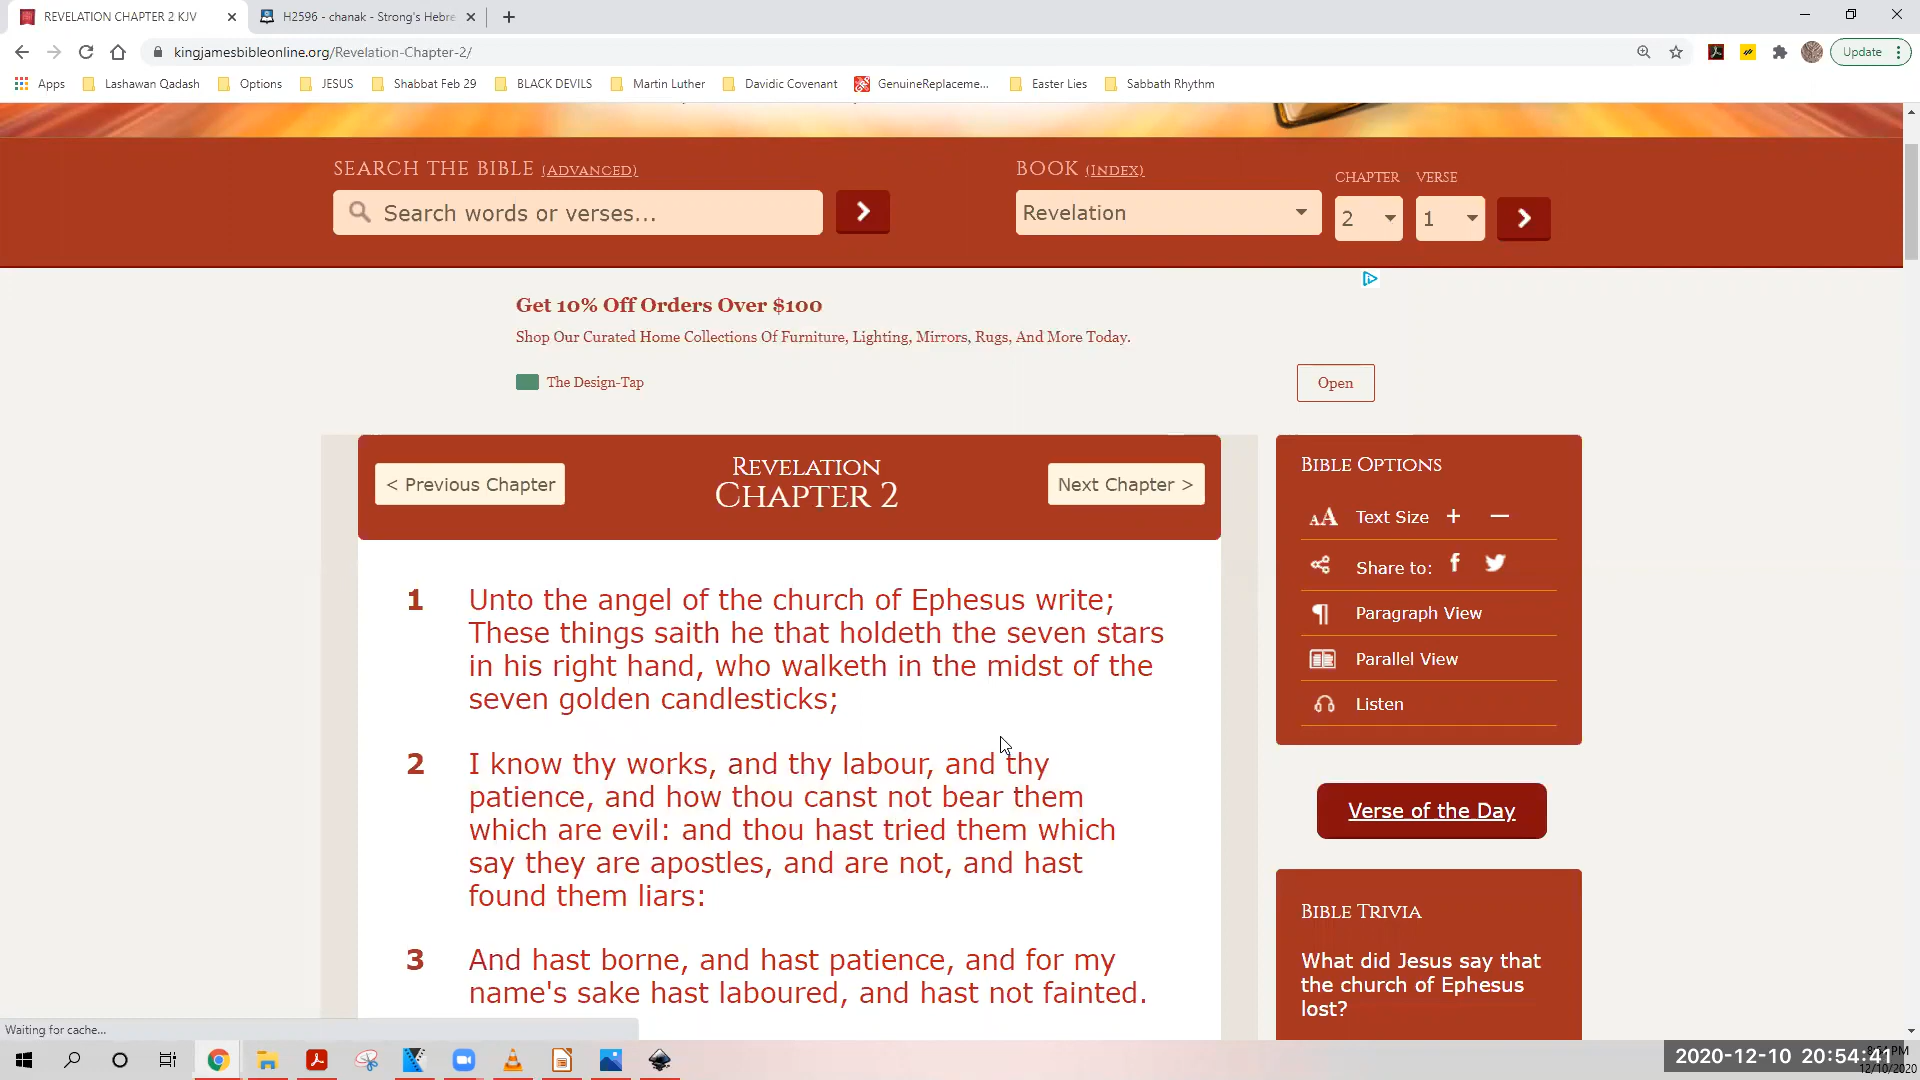 REVELATION CHAPTER 2 KJV
H2596 - chanak - Strong's Hebre
kingjamesbibleonline.org/Revelation-Chapter-2/
Update
Apps
Lashawan Qadash
Options
JESUS
Shabbat Feb 29
BLACK DEVILS
Martin Luther
Davidic Covenant
GenuineReplaceme...
Easter Lies
Sabbath Rhythm
SEARCH THE BIBLE (ADVANCED)
Search words or verses...
BOOK (INDEX)
CHAPTER VERSE
Revelation
2
1
Get 10% Off Orders Over $100
Shop Our Curated Home Collections Of Furniture, Lighting, Mirrors, Rugs, And More Today.
The Design-Tap
Open
< Previous Chapter
REVELATION
CHAPTER 2
Next Chapter >
1 Unto the angel of the church of Ephesus write;
These things saith he that holdeth the seven stars
in his right hand, who walketh in the midst of the
seven golden candlesticks;
2 I know thy works, and thy labour, and thy
patience, and how thou canst not bear them
which are evil: and thou hast tried them which
say they are apostles, and are not, and hast
found them liars:
3 And hast borne, and hast patience, and for my
name's sake hast laboured, and hast not fainted.
BIBLE OPTIONS
Text Size + —
Share to:
Paragraph View
Parallel View
Listen
Verse of the Day
BIBLE TRIVIA
What did Jesus say that
the church of Ephesus
lost?
Waiting for cache...
2020-12-10 20:54:41
12/10/2020